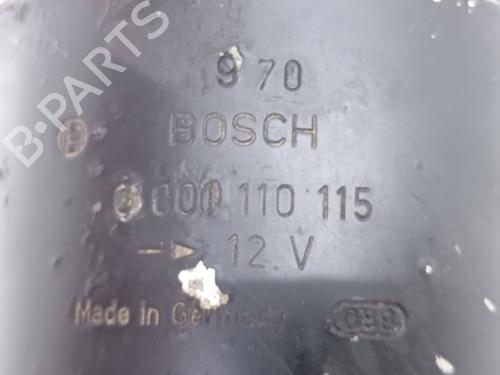 9 70
BOSCH
0 001 110 115
→ 12 V
Made in Germany
B-PARTS